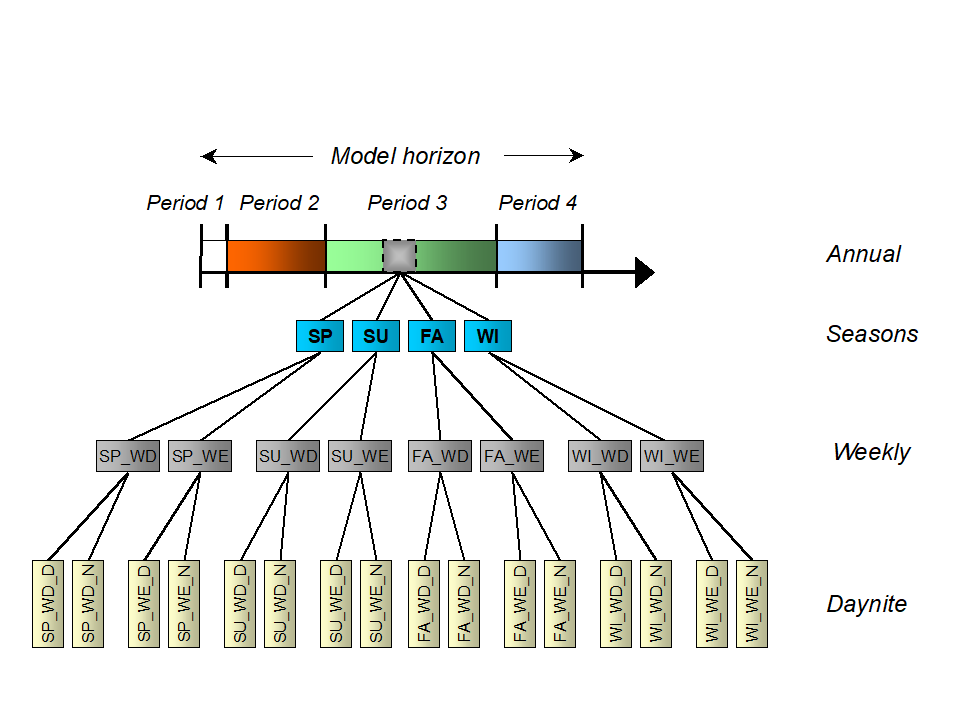 Model horizon
Period 1 Period 2 Period 3 Period 4
Annual
SP SU FA WI
Seasons
SP_WD SP_WE SU_WD SU_WE FA_WD FA_WE WI_WD WI_WE
Weekly
SP_WD_D SP_WD_N SP_WE_D SP_WE_N SU_WD_D SU_WD_N SU_WE_D SU_WE_N FA_WD_D FA_WD_N FA_WE_D FA_WE_N WI_WD_D WI_WD_N WI_WE_D WI_WE_N
Daynite